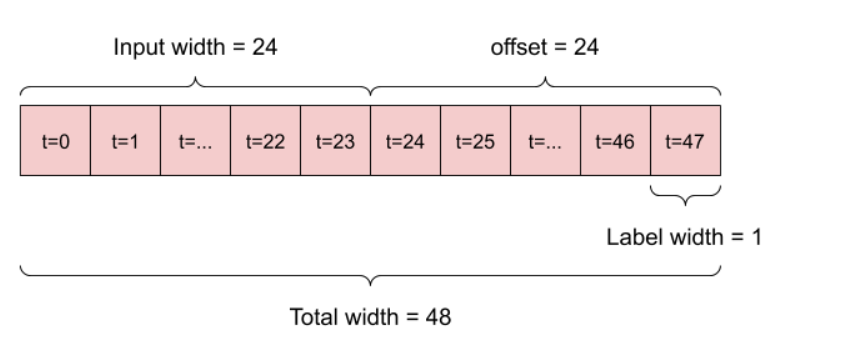 Input width = 24 offset = 24
t=0 t=1 t=... t=22 t=23 t=24 t=25 t=... t=46 t=47
Label width = 1
Total width = 48